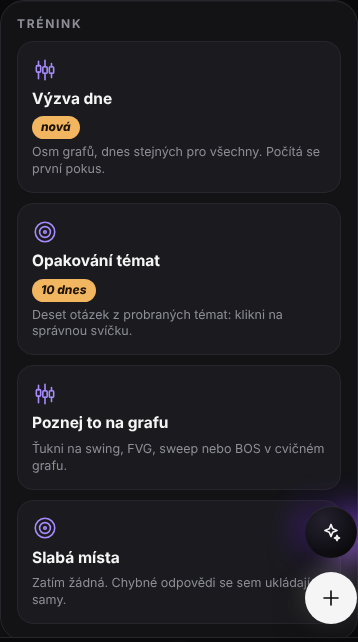 TRÉNINK
Výzva dne
nová
Osm grafů, dnes stejných pro všechny. Počítá se
první pokus.
Opakování témat
10 dnes
Deset otázek z probraných témat: klikni na
správnou svíčku.
Poznej to na grafu
Ťukni na swing, FVG, sweep nebo BOS v cvičném
grafu.
Slabá místa
Zatím žádná. Chybné odpovědi se sem ukládají
samy.